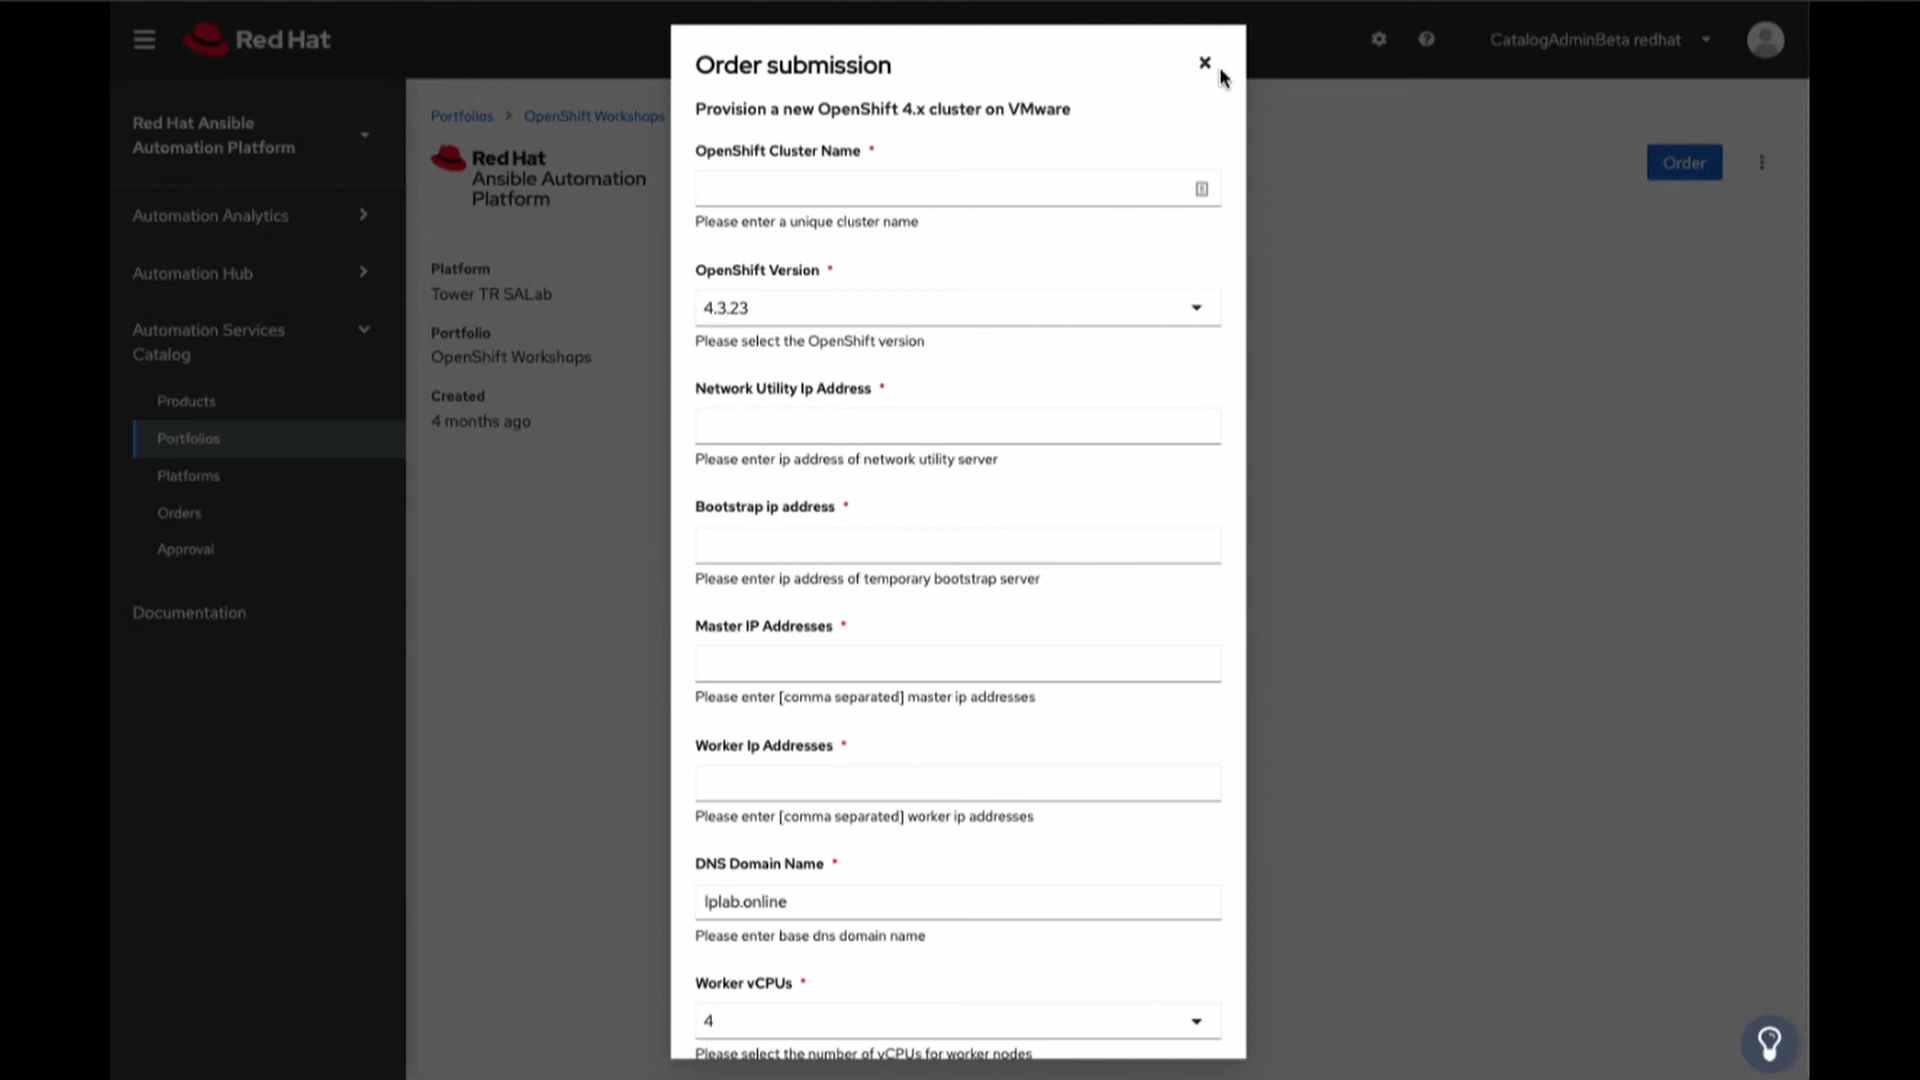 Red Hat
CatalogAdminBeta redhat
Red Hat Ansible
Automation Platform
Automation Analytics
Automation Hub
Automation Services
Catalog
Products
Portfolios
Platforms
Orders
Approval
Documentation
Portfolios > OpenShift Workshops
Red Hat
Ansible Automation
Platform
Order
Platform
Tower TR SALab
Portfolio
OpenShift Workshops
Created
4 months ago
Order submission
Provision a new OpenShift 4.x cluster on VMware
OpenShift Cluster Name *
Please enter a unique cluster name
OpenShift Version *
4.3.23
Please select the OpenShift version
Network Utility Ip Address *
Please enter ip address of network utility server
Bootstrap ip address *
Please enter ip address of temporary bootstrap server
Master IP Addresses *
Please enter [comma separated] master ip addresses
Worker Ip Addresses *
Please enter [comma separated] worker ip addresses
DNS Domain Name *
lplab.online
Please enter base dns domain name
Worker vCPUs *
4
Please select the number of vCPUs for worker nodes